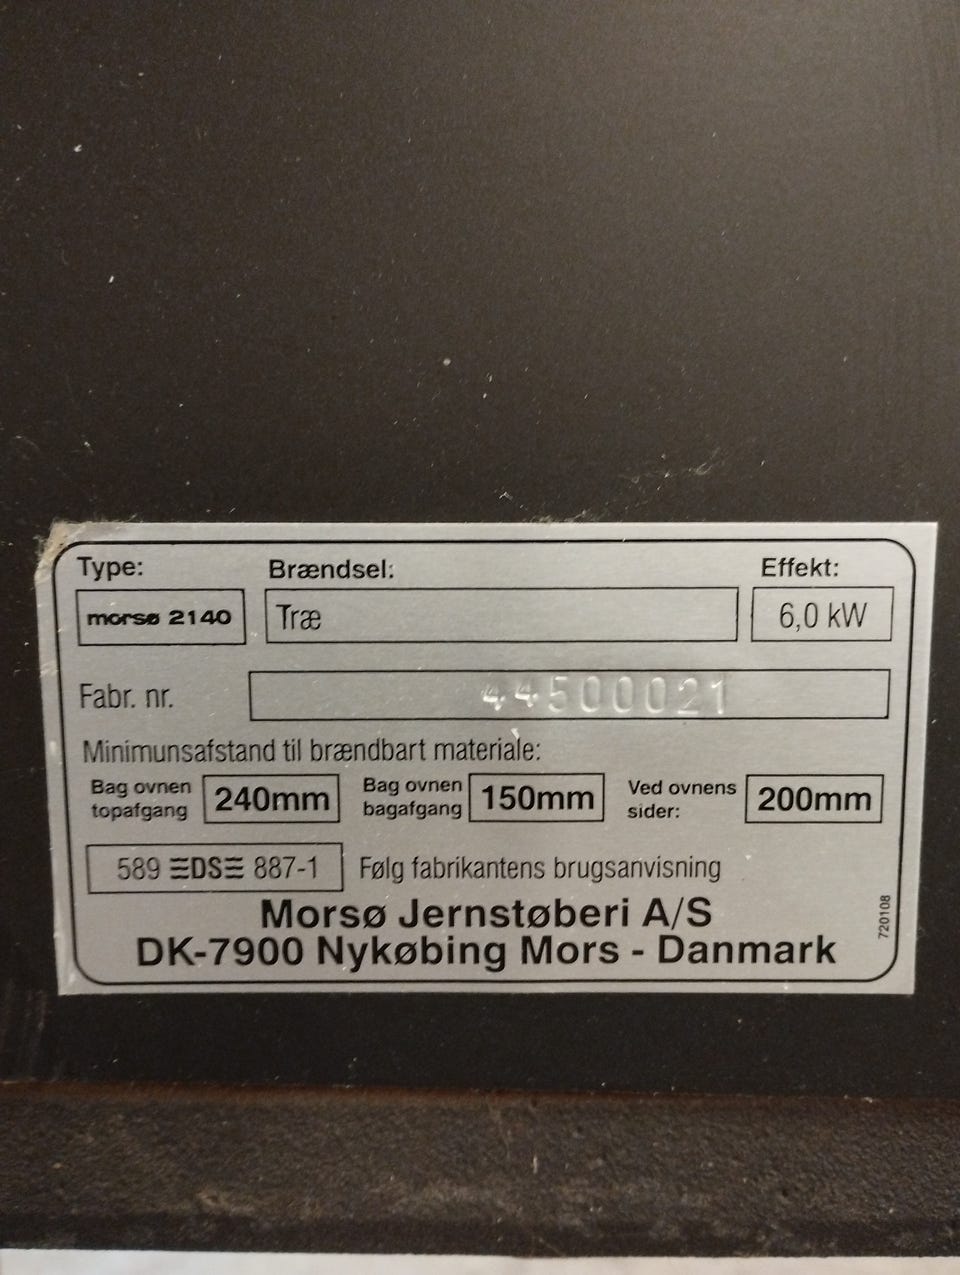 Type: Brændsel: Effekt:
morsø 2140 Træ 6,0 kW
Fabr. nr. 44500021
Minimunsafstand til brændbart materiale:
Bag ovnen topafgang 240mm Bag ovnen bagafgang 150mm Ved ovnens sider: 200mm
589 DS 887-1 Følg fabrikantens brugsanvisning
Morsø Jernstøberi A/S
DK-7900 Nykøbing Mors - Danmark
720108